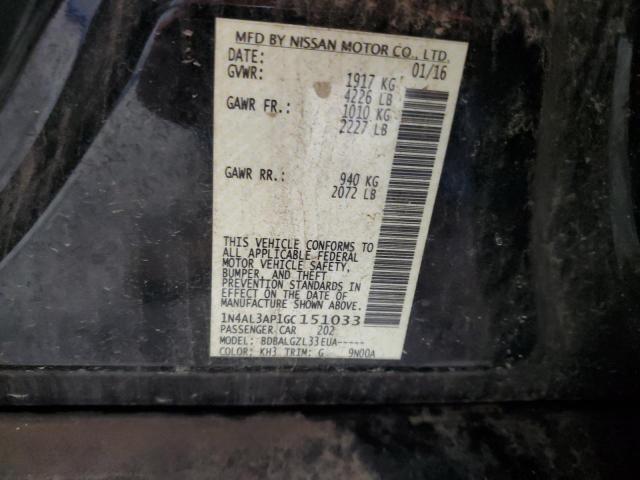 MFD BY NISSAN MOTOR CO., LTD.
DATE: 01/16
GVWR: 1917 KG
4226 LB
GAWR FR.: 1010 KG
2227 LB
GAWR RR.: 940 KG
2072 LB
THIS VEHICLE CONFORMS TO
ALL APPLICABLE FEDERAL
MOTOR VEHICLE SAFETY,
BUMPER, AND THEFT
PREVENTION STANDARDS
IN EFFECT ON THE DATE OF
MANUFACTURE SHOWN ABOVE.
1N4AL3AP1GC151033
PASSENGER CAR 202
MODEL: BDBALGZL33EUA-----
COLOR: KH3 TRIM: G 9N00A